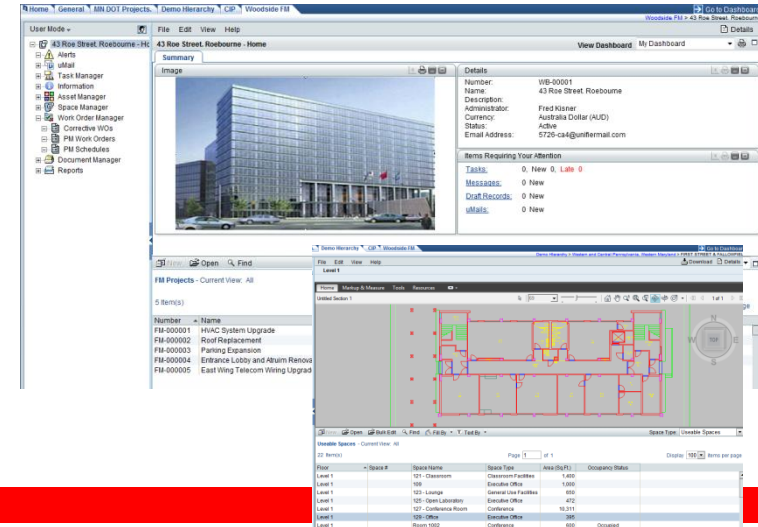 Home General MN DOT Projects. Demo Hierarchy CIP Woodside FM Go to Dashboard
Woodside FM > 43 Roe Street. Roebourn
User Mode File Edit View Help Details
43 Roe Street. Roebourne - Ho
43 Roe Street. Roebourne - Home View Dashboard My Dashboard
Alerts
uMail
Task Manager
Information
Asset Manager
Space Manager
Work Order Manager
Corrective WOs
PM Work Orders
PM Schedules
Document Manager
Reports
Summary
Image
Details
Number: WB-00001
Name: 43 Roe Street. Roebourne
Description:
Administrator: Fred Kisner
Currency: Australia Dollar (AUD)
Status: Active
Email Address: 5726-ca4@unifiermail.com
Items Requiring Your Attention
Tasks: 0, New 0, Late 0
Messages: 0 New
Draft Records: 0 New
uMails: 0 New
New Open Find
FM Projects - Current View: All
5 Item(s)
Number Name
FM-000001 HVAC System Upgrade
FM-000002 Roof Replacement
FM-000003 Parking Expansion
FM-000004 Entrance Lobby and Atruim Renova
FM-000005 East Wing Telecom Wiring Upgrad
Demo Hierarchy CIP Woodside FM Go to Dashboar
File Edit View Help Download Details
Level 1
Home Markup & Measure Tools Resources
Untitled Section 1 1 of 1
N
W TOP E
S
New Open Bulk Edit Find Fill By Text By Space Type: Useable Spaces
Useable Spaces - Current View: All
22 Item(s) Page 1 of 1 Display 100 items per page
Floor Space # Space Name Space Type Area (Sq Ft.) Occupancy Status
Level 1 121 - Classroom Classroom Facilities 1,400
Level 1 109 Executive Office 1,000
Level 1 123 - Lounge General Use Facilities 850
Level 1 125 - Open Laboratory Executive Office 472
Level 1 127 - Conference Room Conference 10,311
Level 1 129 - Office Executive Office 395
Level 1 Room 1002 Conference 600 Occupied